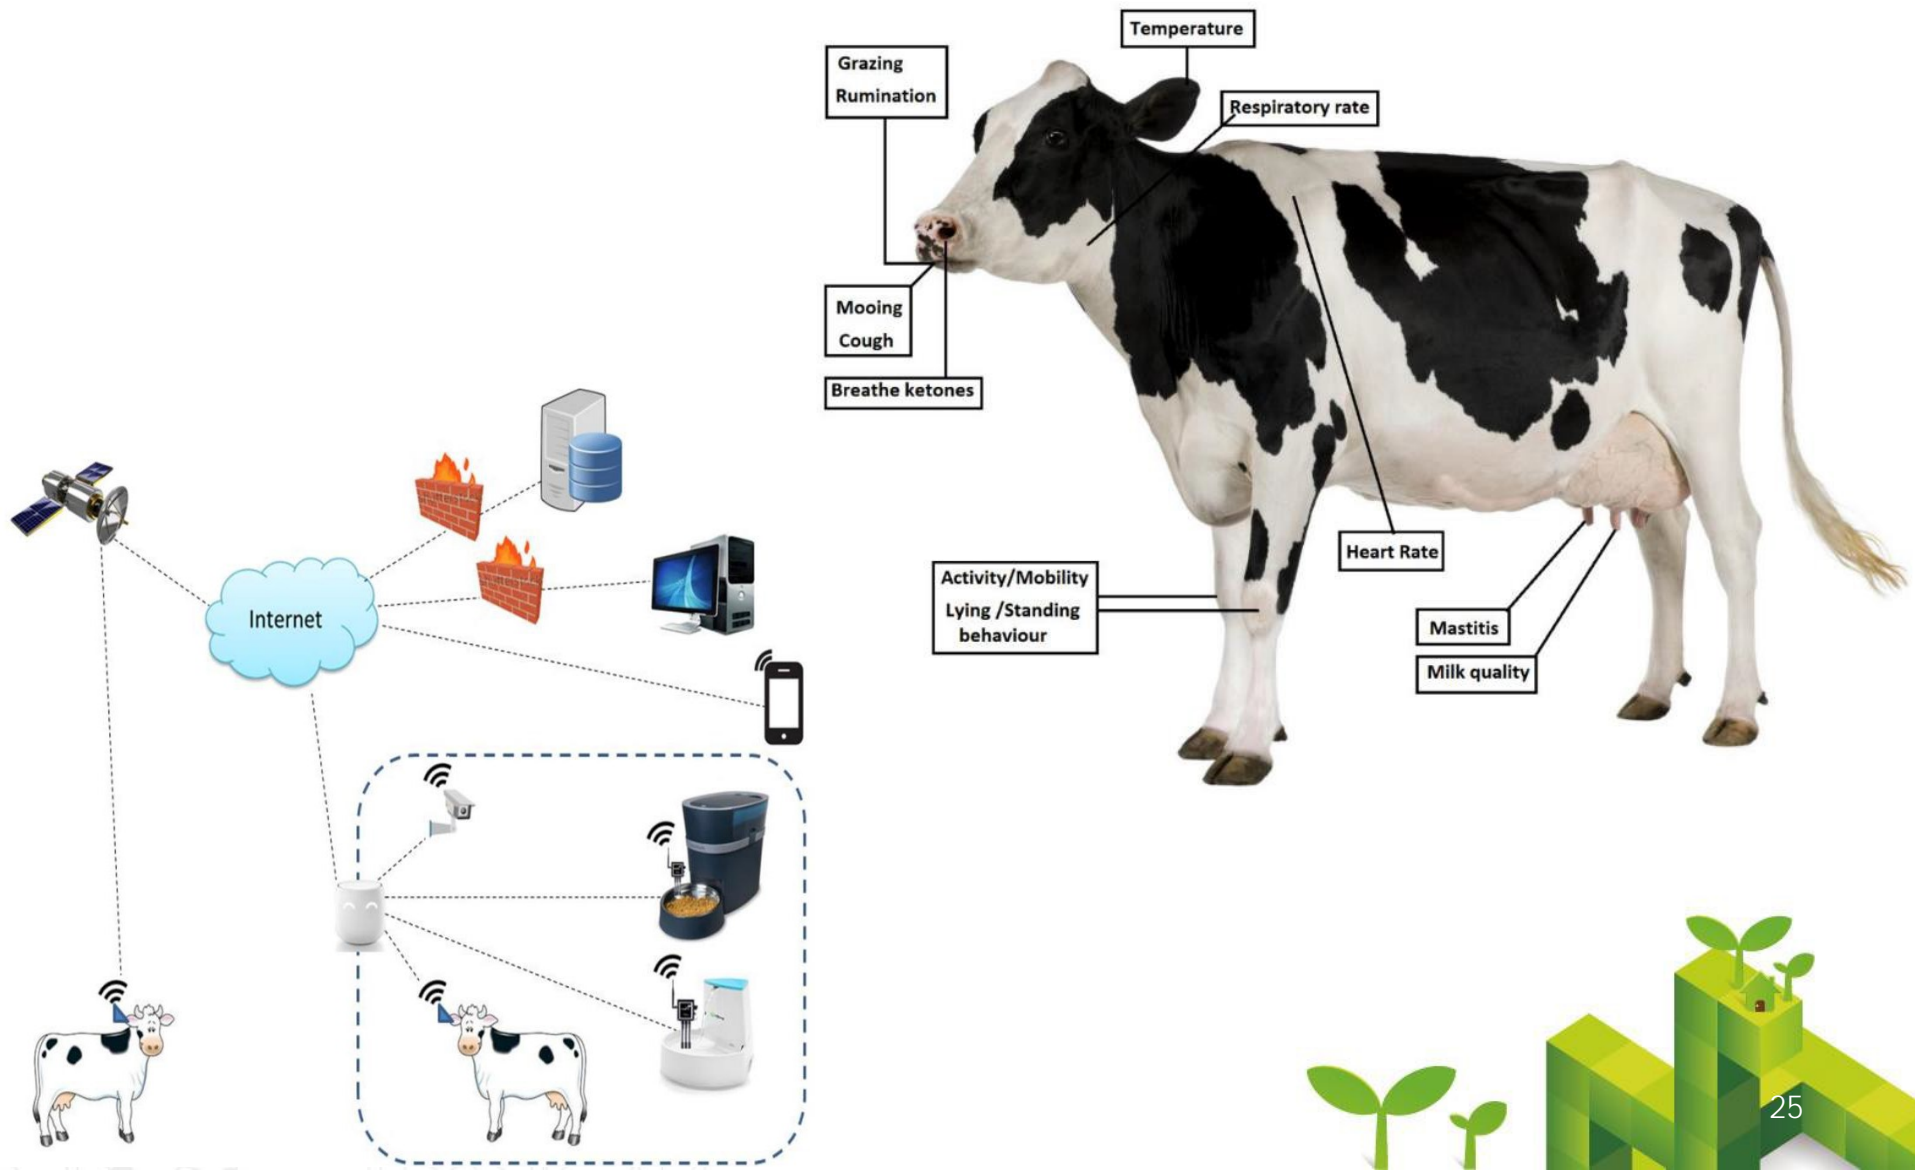 Temperature
Grazing
Rumination
Respiratory rate
Mooing
Cough
Breathe ketones
Heart Rate
Activity/Mobility
Lying /Standing
behaviour
Mastitis
Milk quality
Internet
25